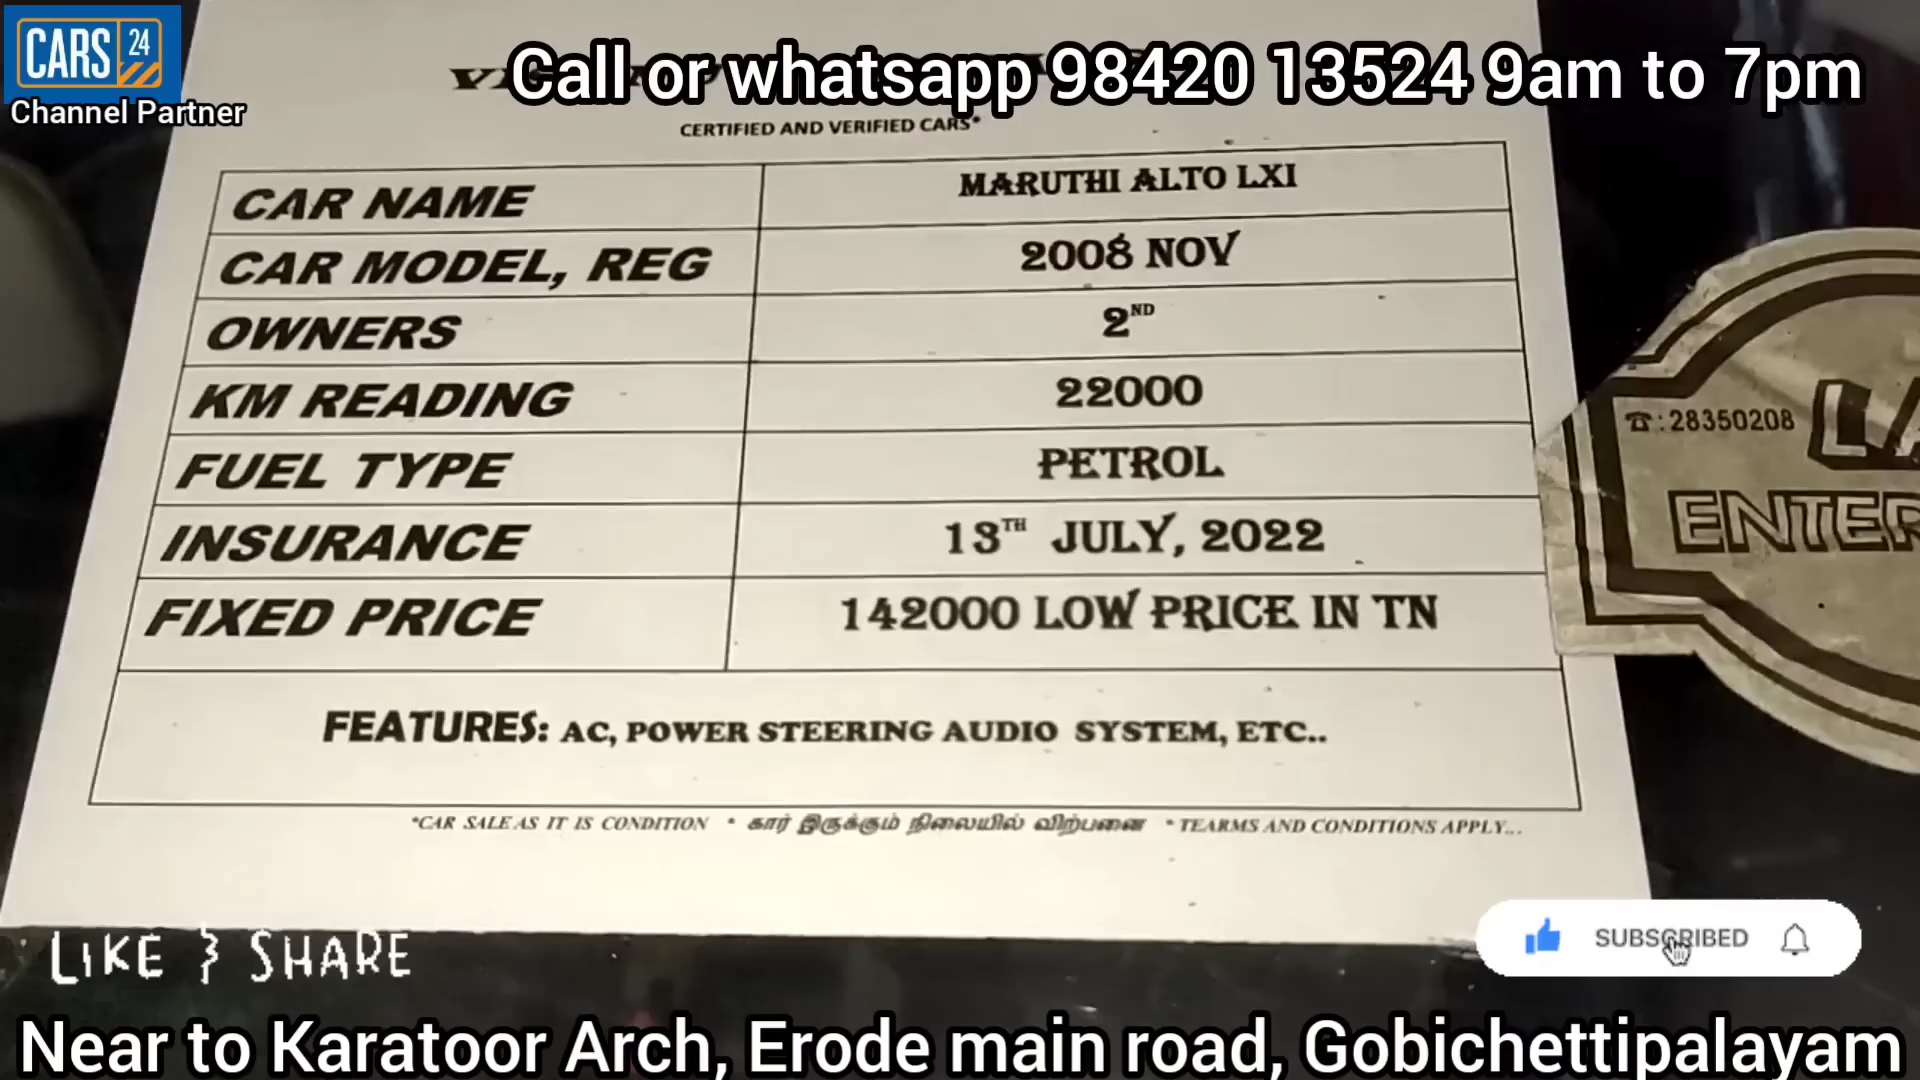 CARS 24
Channel Partner
Call or whatsapp 98420 13524 9am to 7pm
CERTIFIED AND VERIFIED CARS*
CAR NAME MARUTHI ALTO LXI
CAR MODEL, REG 2008 NOV
OWNERS 2ND
KM READING 22000
FUEL TYPE PETROL
INSURANCE 13TH JULY, 2022
FIXED PRICE 142000 LOW PRICE IN TN
FEATURES: AC, POWER STEERING AUDIO SYSTEM, ETC..
*CAR SALE AS IT IS CONDITION * கார் இருக்கும் நிலையில் விற்பனை * TEARMS AND CONDITIONS APPLY...
☎: 28350208
LIKE & SHARE
SUBSCRIBED
Near to Karatoor Arch, Erode main road, Gobichettipalayam